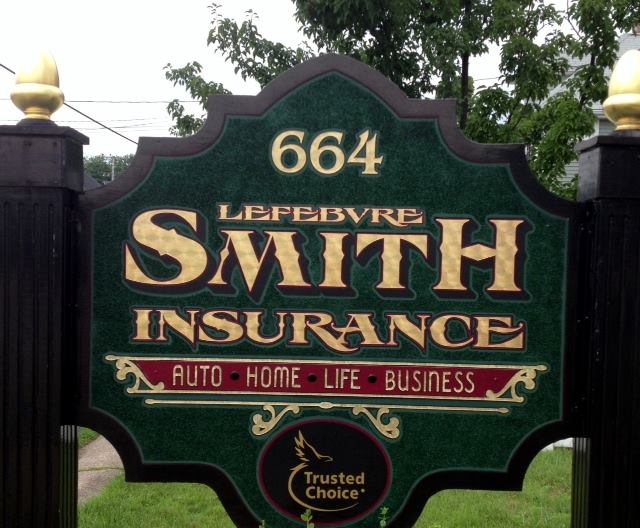 664
LEFEBVRE
SMITH
INSURANCE
AUTO • HOME • LIFE • BUSINESS
Trusted
Choice®